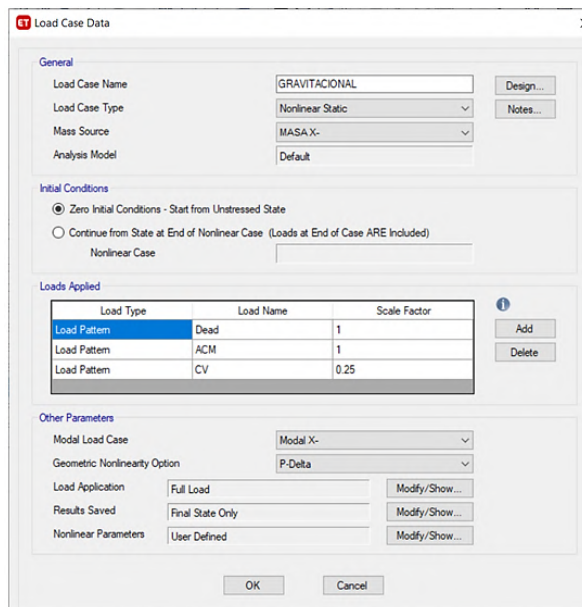 ET Load Case Data
General
Load Case Name GRAVITACIONAL Design...
Load Case Type Nonlinear Static Notes...
Mass Source MASA X-
Analysis Model Default
Initial Conditions
Zero Initial Conditions - Start from Unstressed State
Continue from State at End of Nonlinear Case (Loads at End of Case ARE Included)
Nonlinear Case
Loads Applied
Load Type Load Name Scale Factor
Load Pattern Dead 1 Add
Load Pattern ACM 1 Delete
Load Pattern CV 0.25
Other Parameters
Modal Load Case Modal X-
Geometric Nonlinearity Option P-Delta
Load Application Full Load Modify/Show...
Results Saved Final State Only Modify/Show...
Nonlinear Parameters User Defined Modify/Show...
OK Cancel